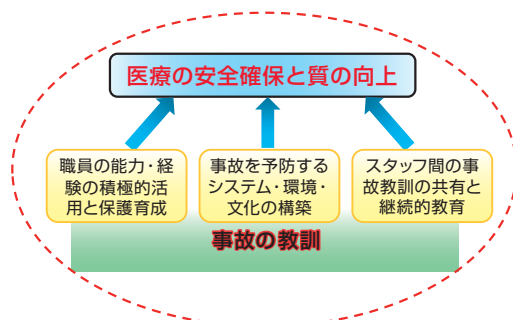 医療の安全確保と質の向上
職員の能力・経
験の積極的活
用と保護育成
事故を予防する
システム・環境・
文化の構築
スタッフ間の事
故教訓の共有と
継続的教育
事故の教訓